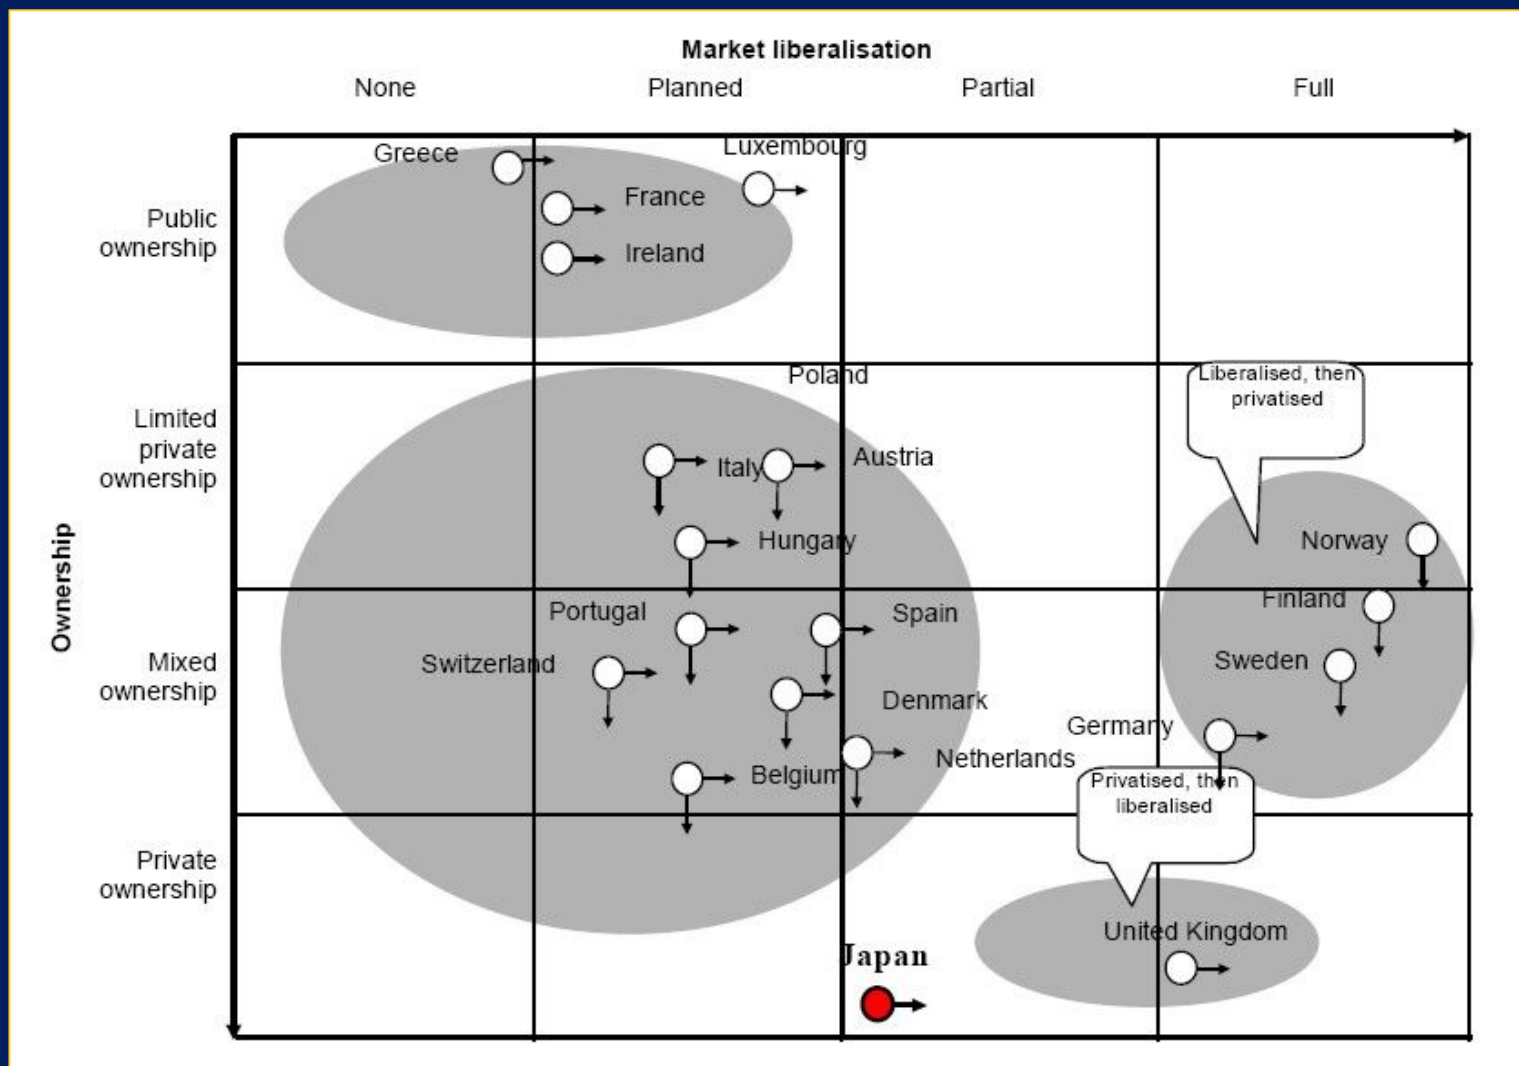 Market liberalisation
None Planned Partial Full
Greece
Luxembourg
France
Ireland
Public
ownership
Poland
Liberalised, then
privatised
Limited
private
ownership
Italy
Austria
Hungary
Norway
Ownership
Portugal
Spain
Finland
Switzerland
Sweden
Mixed
ownership
Denmark
Germany
Netherlands
Belgium
Privatised, then
liberalised
Private
ownership
United Kingdom
Japan